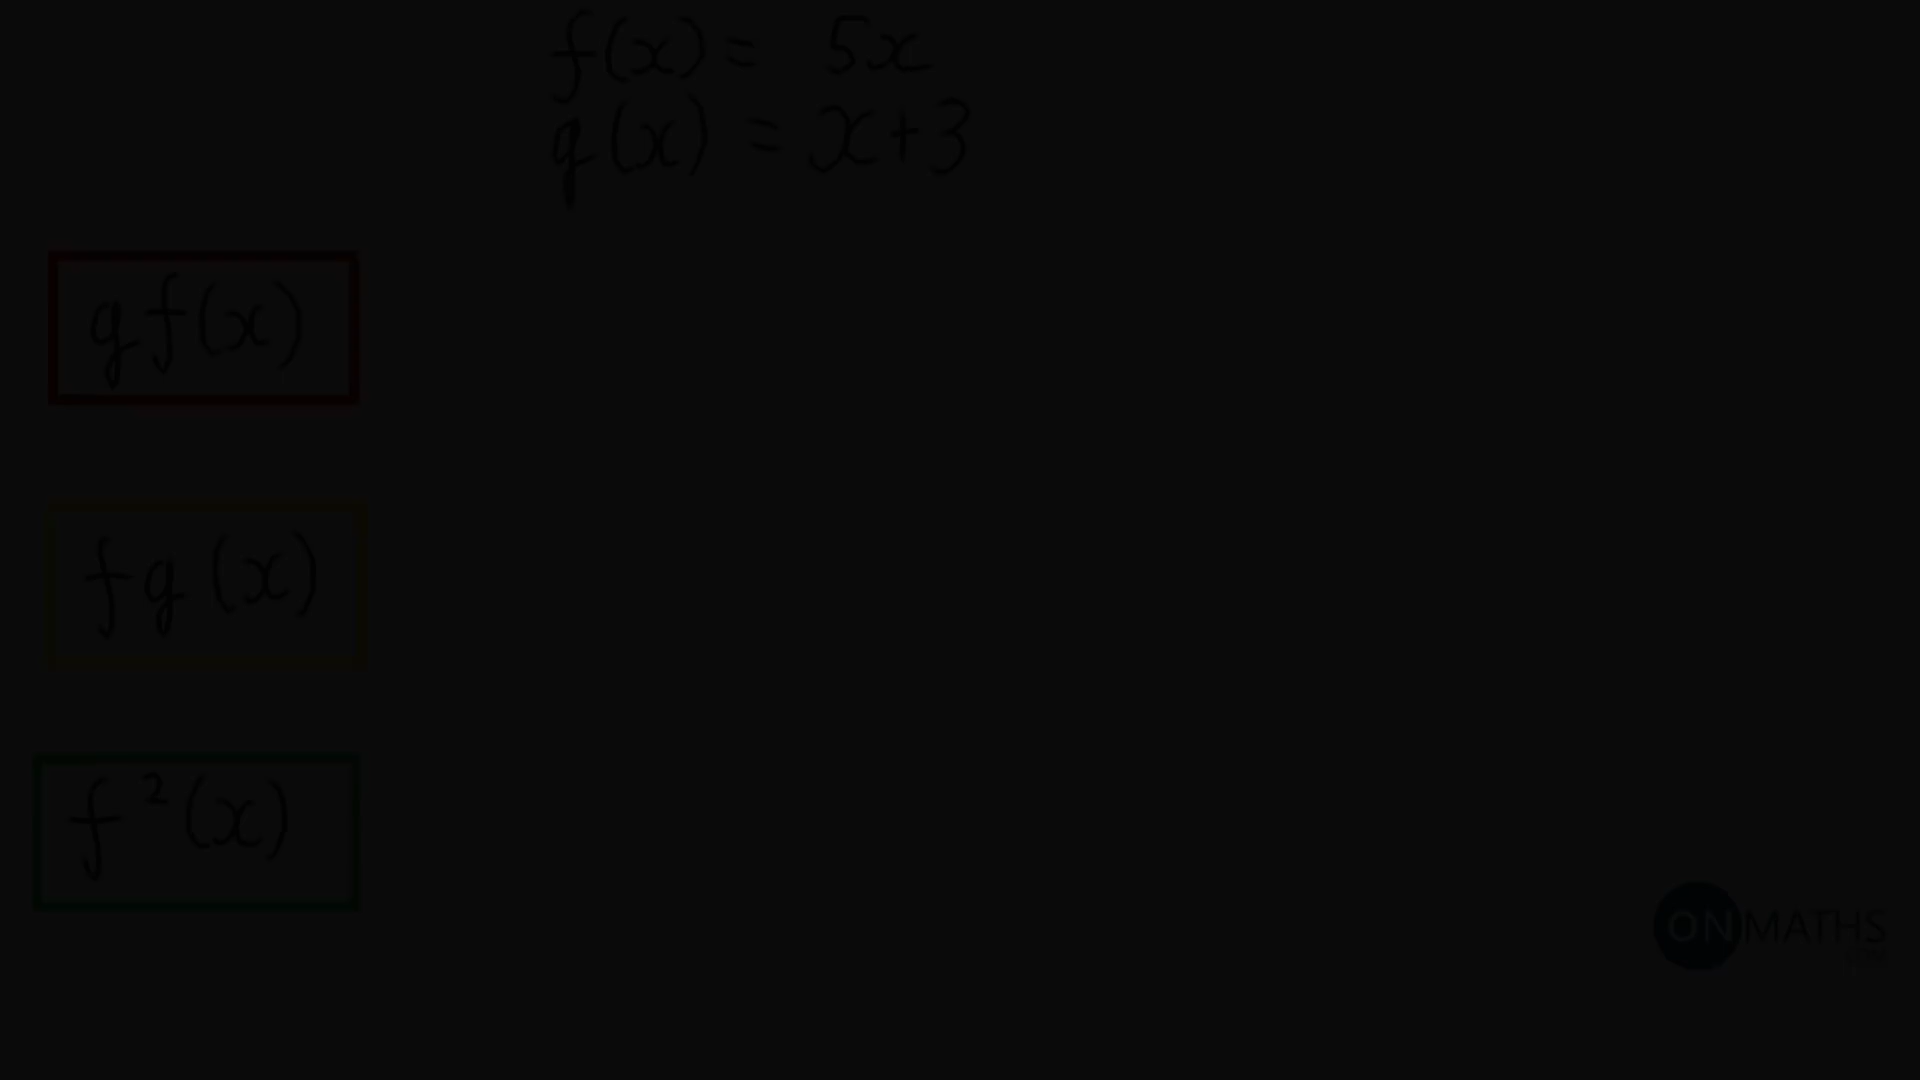 f(x) = 5x
g(x) = x+3
gf(x)
fg(x)
f²(x)
ONMATHS